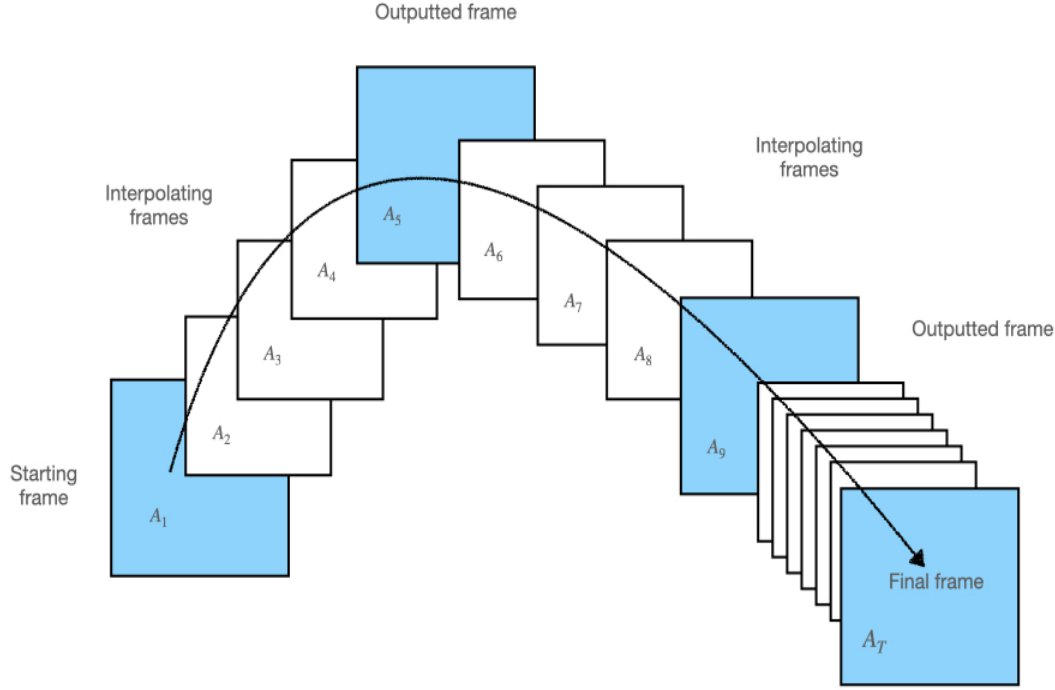 Outputted frame
Interpolating
frames
Interpolating
frames
A₅
A₆
A₄
A₇
Outputted frame
A₃
A₈
A₂
A₉
Starting
frame
A₁
Final frame
A_T